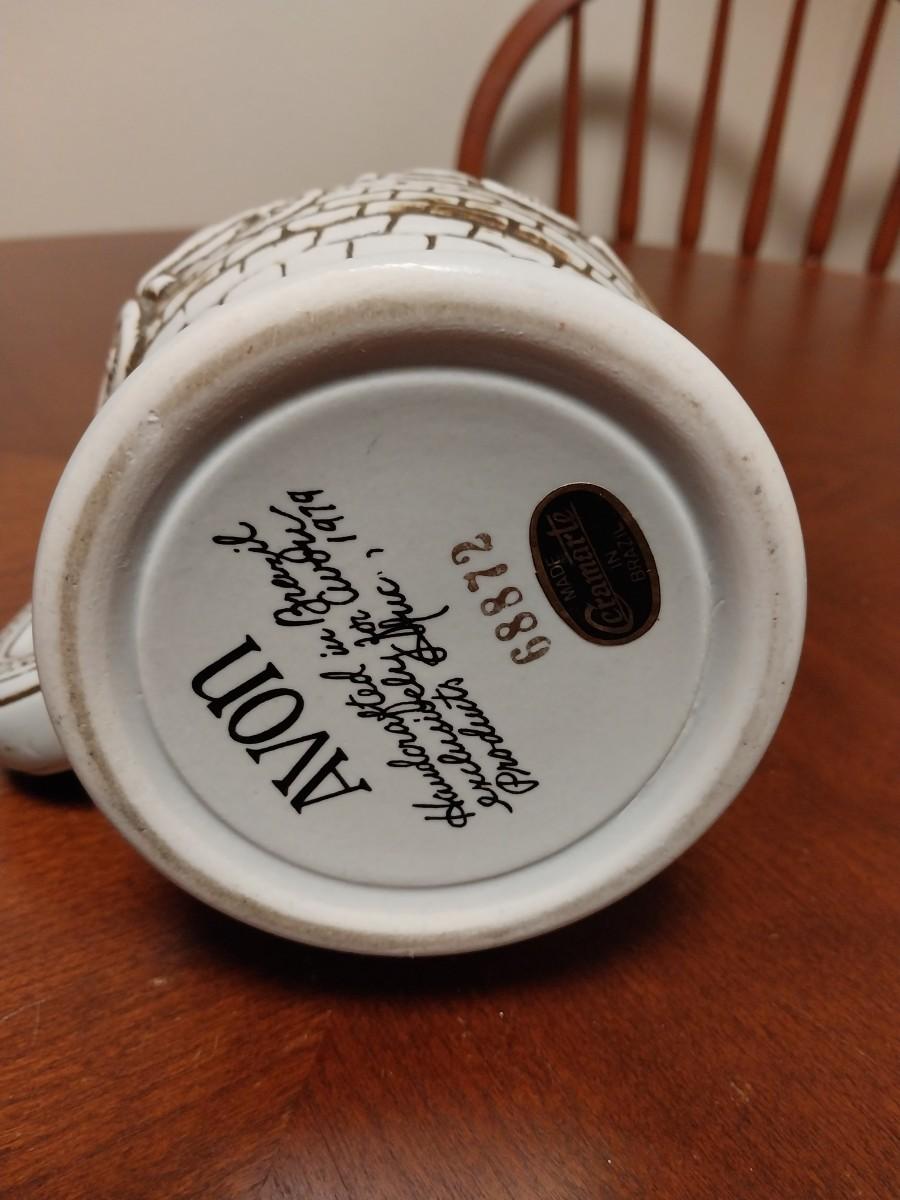 AVON
Handcrafted in Brazil
exclusively for Avon
Products Inc., 1979
68872
MADE
Ceramarte
IN
BRAZIL